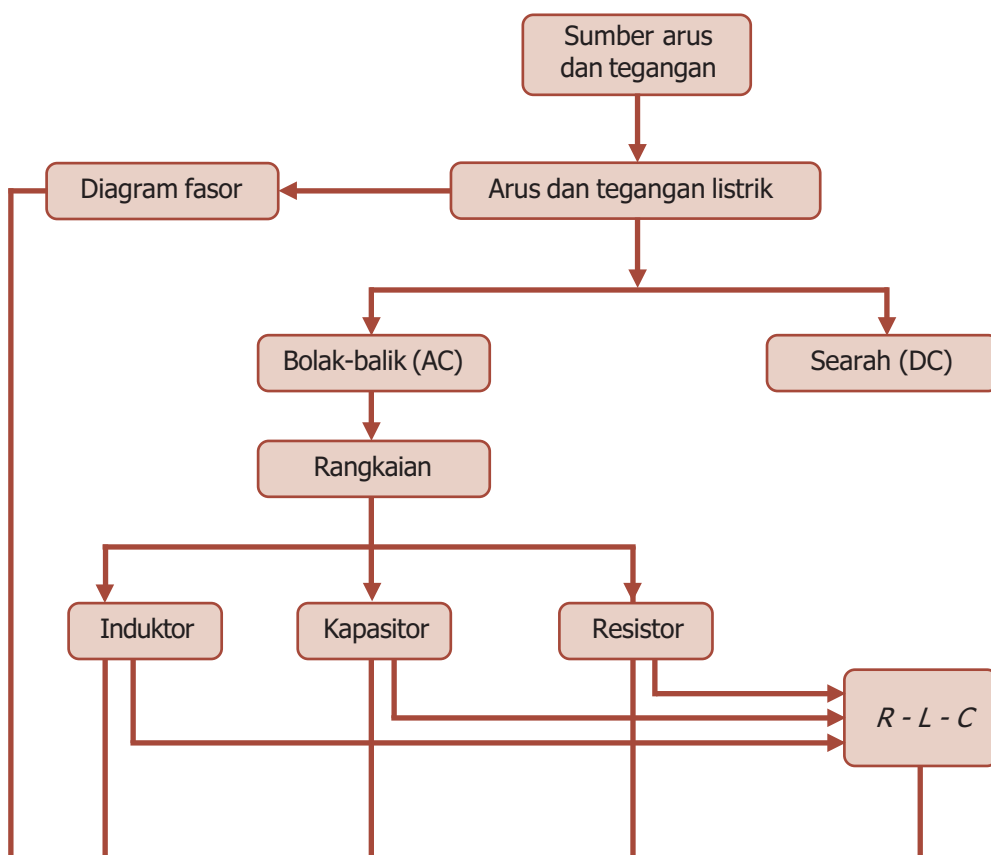 Sumber arus
dan tegangan
Diagram fasor
Arus dan tegangan listrik
Bolak-balik (AC)
Searah (DC)
Rangkaian
Induktor
Kapasitor
Resistor
R - L - C